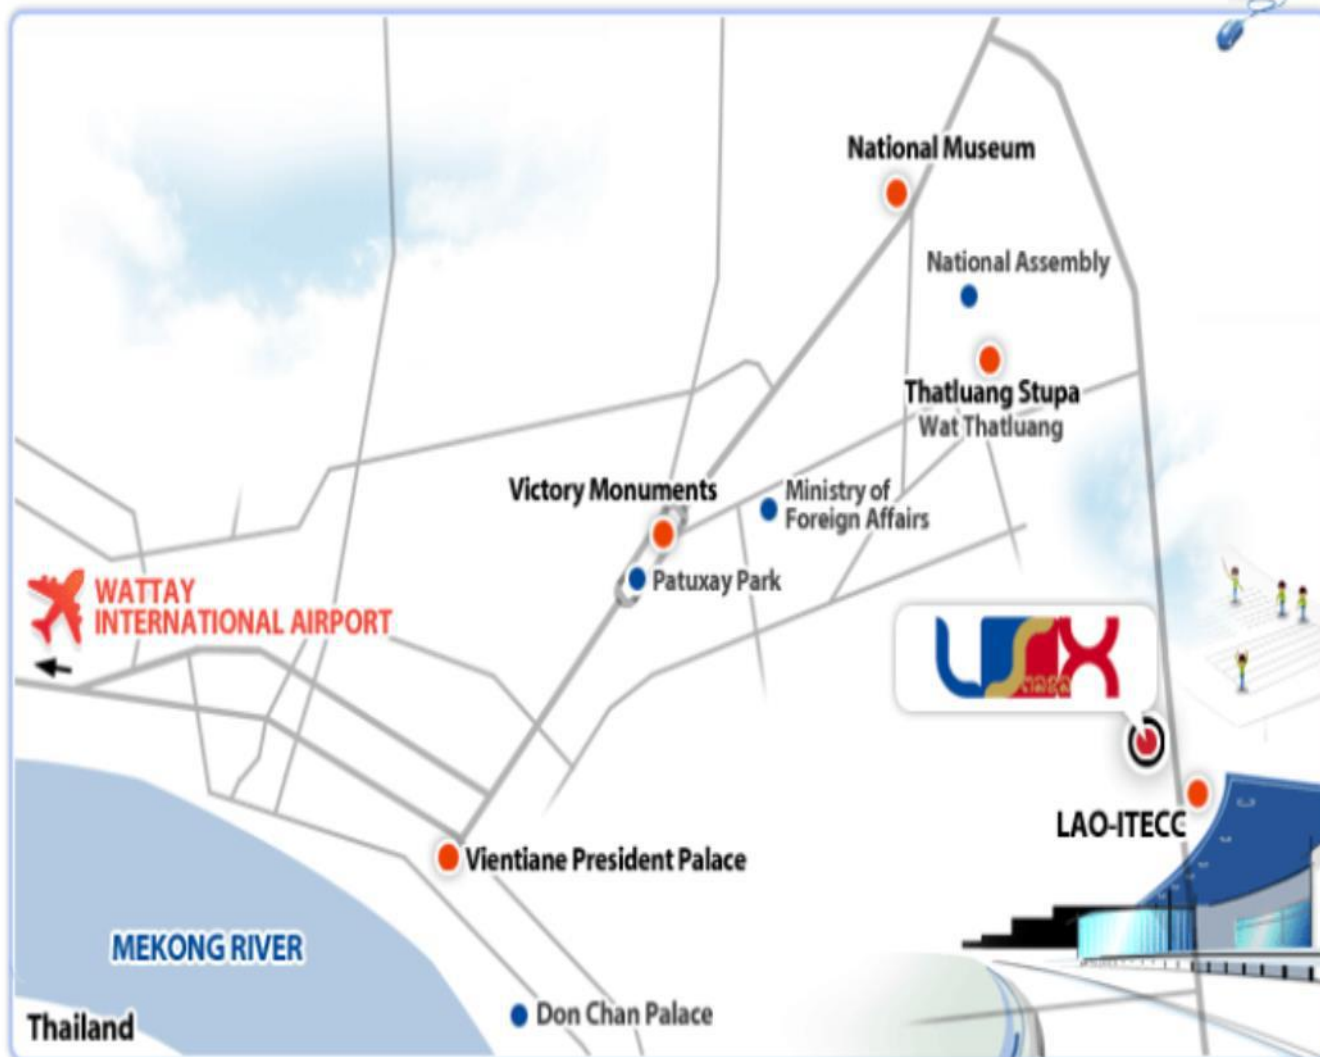 National Museum
National Assembly
Thatluang Stupa
Wat Thatluang
Victory Monuments
Ministry of
Foreign Affairs
Patuxay Park
WATTAY
INTERNATIONAL AIRPORT
LSX
LAO-ITECC
Vientiane President Palace
MEKONG RIVER
Don Chan Palace
Thailand